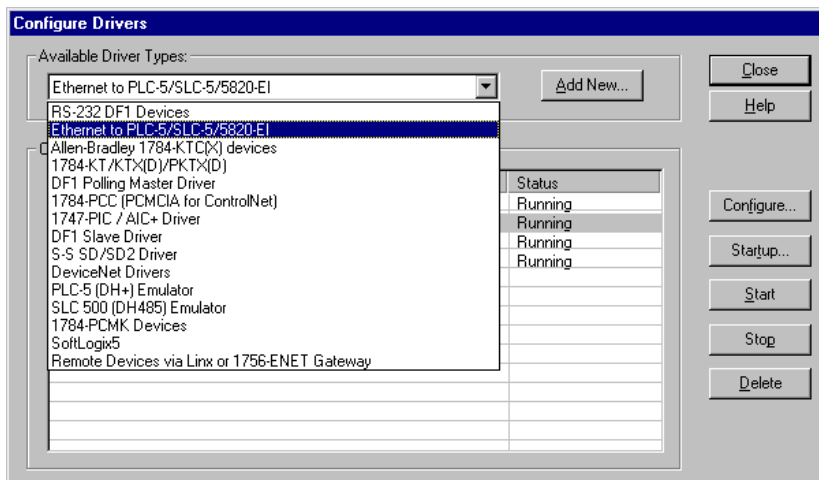 Configure Drivers
Available Driver Types:
Ethernet to PLC-5/SLC-5/5820-EI
Add New...
Close
Help
RS-232 DF1 Devices
Ethernet to PLC-5/SLC-5/5820-EI
Allen-Bradley 1784-KTC(X) devices
1784-KT/KTX(D)/PKTX(D)
DF1 Polling Master Driver
1784-PCC (PCMCIA for ControlNet)
1747-PIC / AIC+ Driver
DF1 Slave Driver
S-S SD/SD2 Driver
DeviceNet Drivers
PLC-5 (DH+) Emulator
SLC 500 (DH485) Emulator
1784-PCMK Devices
SoftLogix5
Remote Devices via Linx or 1756-ENET Gateway
Status
Running
Running
Running
Running
Configure...
Startup...
Start
Stop
Delete